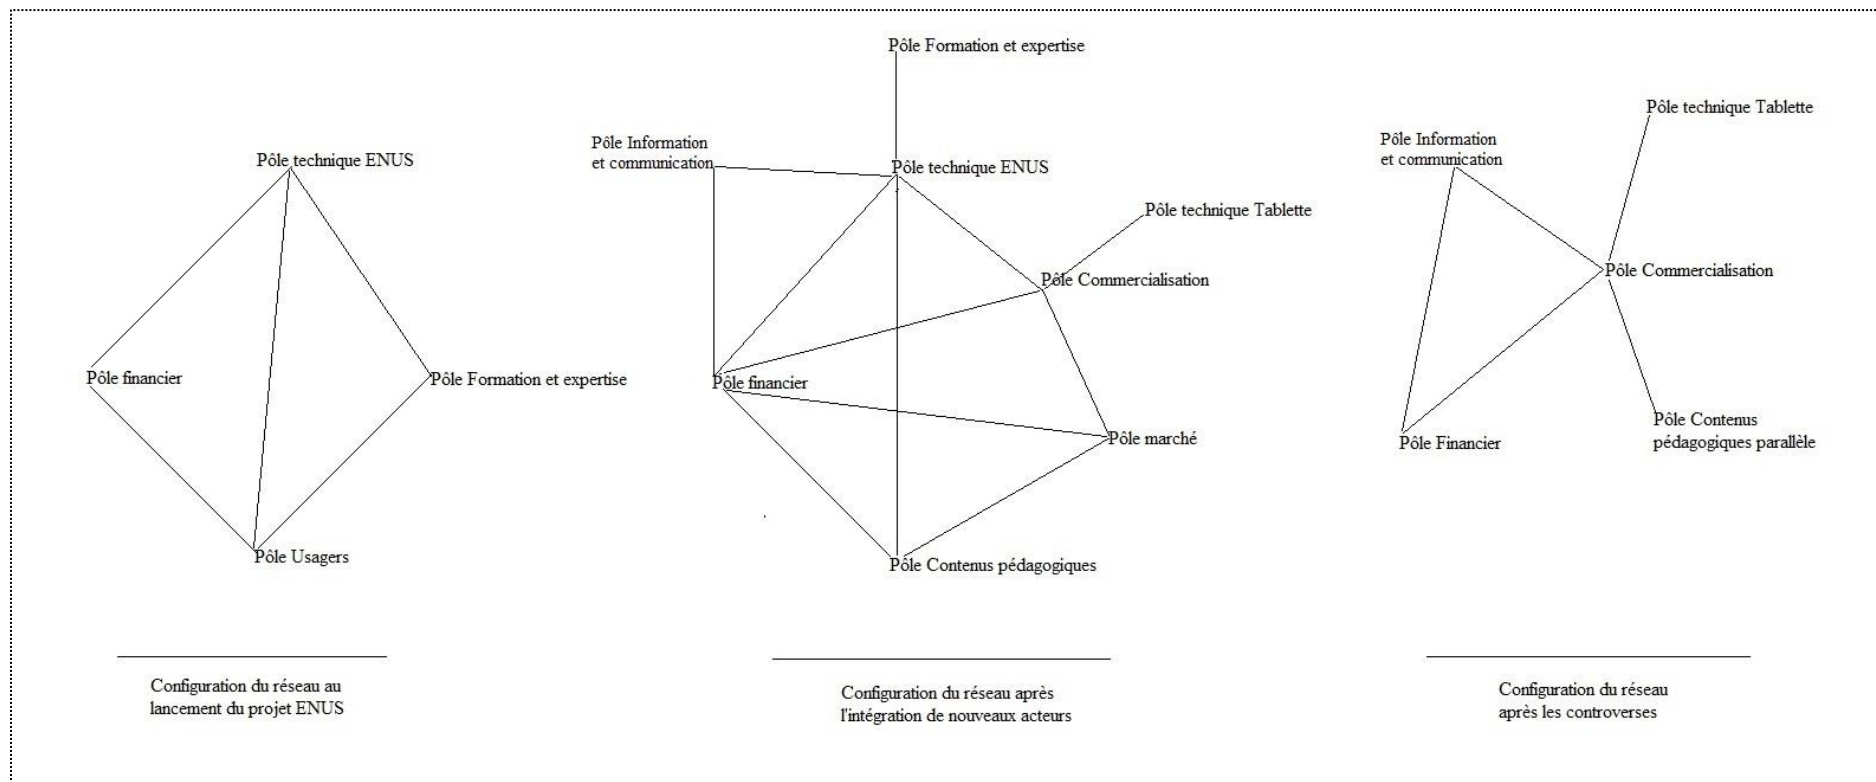 Pôle technique ENUS
Pôle financier
Pôle Formation et expertise
Pôle Usagers
Configuration du réseau au
lancement du projet ENUS
Pôle Formation et expertise
Pôle Information
et communication
Pôle technique ENUS
Pôle technique Tablette
Pôle Commercialisation
Pôle financier
Pôle marché
Pôle Contenus pédagogiques
Configuration du réseau après
l'intégration de nouveaux acteurs
Pôle technique Tablette
Pôle Information
et communication
Pôle Commercialisation
Pôle Financier
Pôle Contenus
pédagogiques parallèle
Configuration du réseau
après les controverses